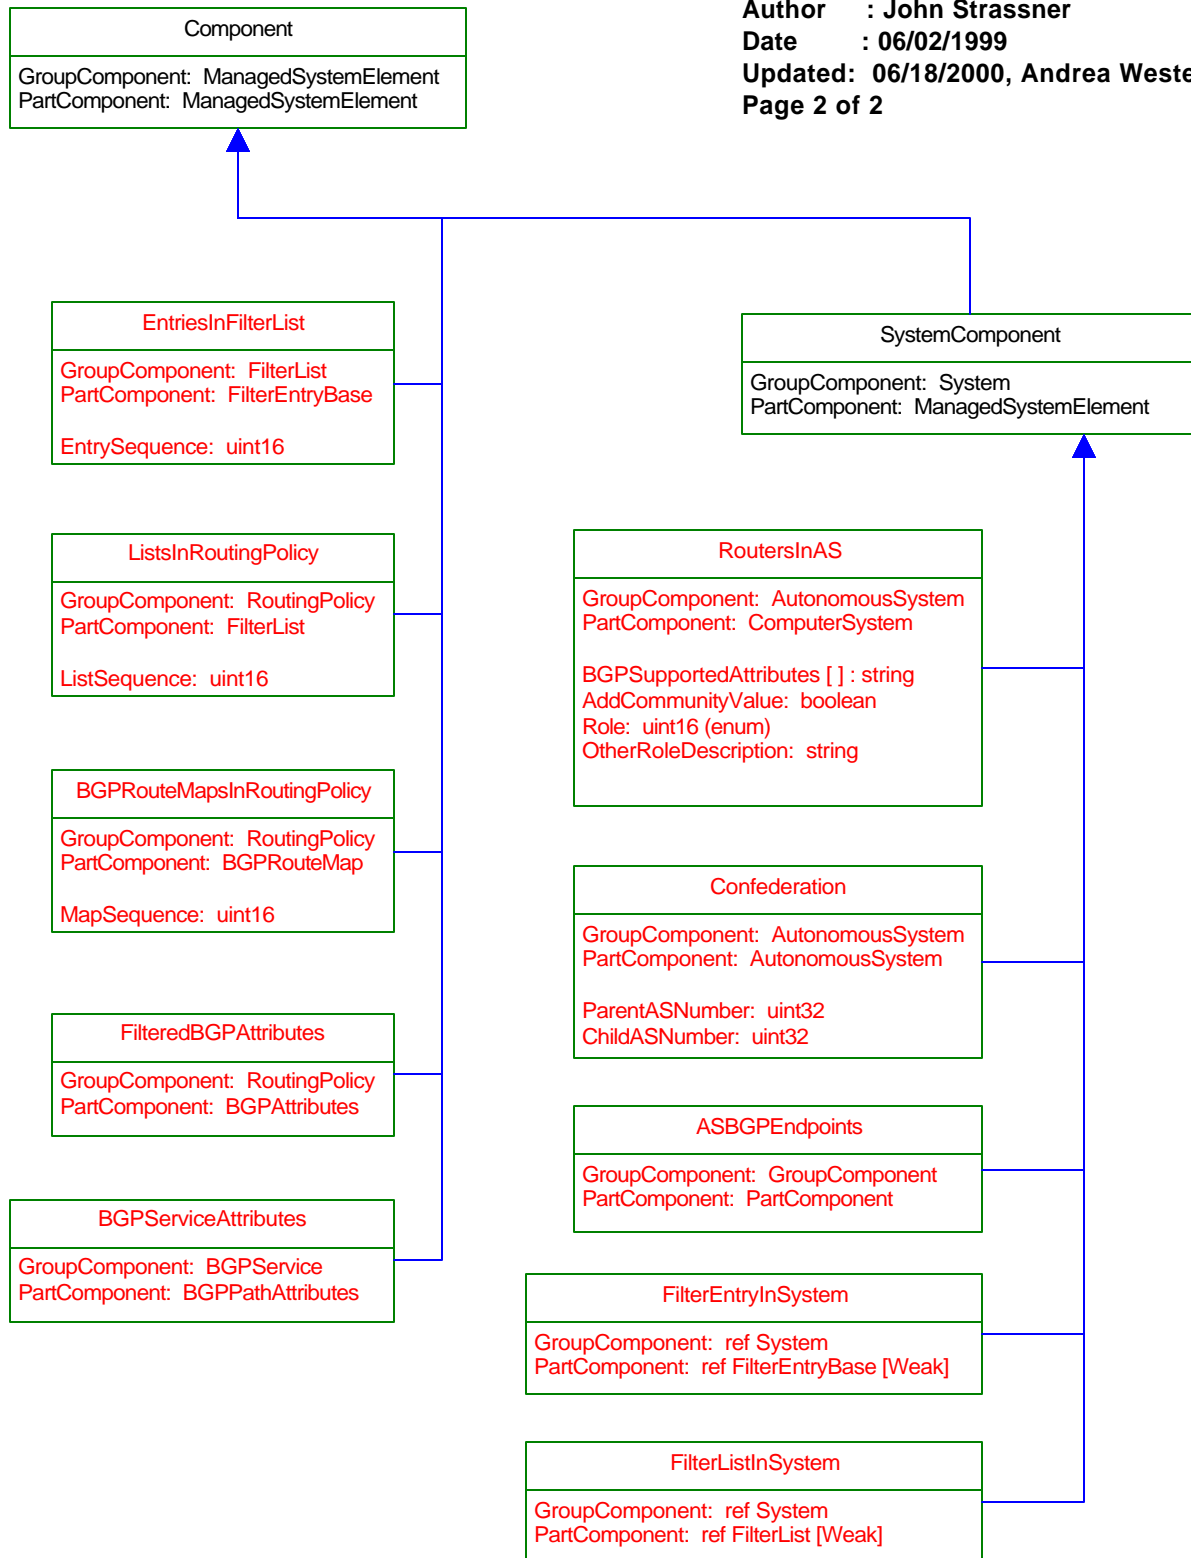 Author : John Strassner
Date : 06/02/1999
Updated: 06/18/2000, Andrea
Page 2 of 2
Component
GroupComponent: ManagedSystemElement
PartComponent: ManagedSystemElement
EntriesInFilterList
GroupComponent: FilterList
PartComponent: FilterEntryBase
EntrySequence: uint16
ListsInRoutingPolicy
GroupComponent: RoutingPolicy
PartComponent: FilterList
ListSequence: uint16
BGPRouteMapsInRoutingPolicy
GroupComponent: RoutingPolicy
PartComponent: BGPRouteMap
MapSequence: uint16
FilteredBGPAttributes
GroupComponent: RoutingPolicy
PartComponent: BGPAttributes
BGPServiceAttributes
GroupComponent: BGPService
PartComponent: BGPPathAttributes
SystemComponent
GroupComponent: System
PartComponent: ManagedSystemElement
RoutersInAS
GroupComponent: AutonomousSystem
PartComponent: ComputerSystem
BGPSupportedAttributes [ ] : string
AddCommunityValue: boolean
Role: uint16 (enum)
OtherRoleDescription: string
Confederation
GroupComponent: AutonomousSystem
PartComponent: AutonomousSystem
ParentASNumber: uint32
ChildASNumber: uint32
ASBGPEndpoints
GroupComponent: GroupComponent
PartComponent: PartComponent
FilterEntryInSystem
GroupComponent: ref System
PartComponent: ref FilterEntryBase [Weak]
FilterListInSystem
GroupComponent: ref System
PartComponent: ref FilterList [Weak]